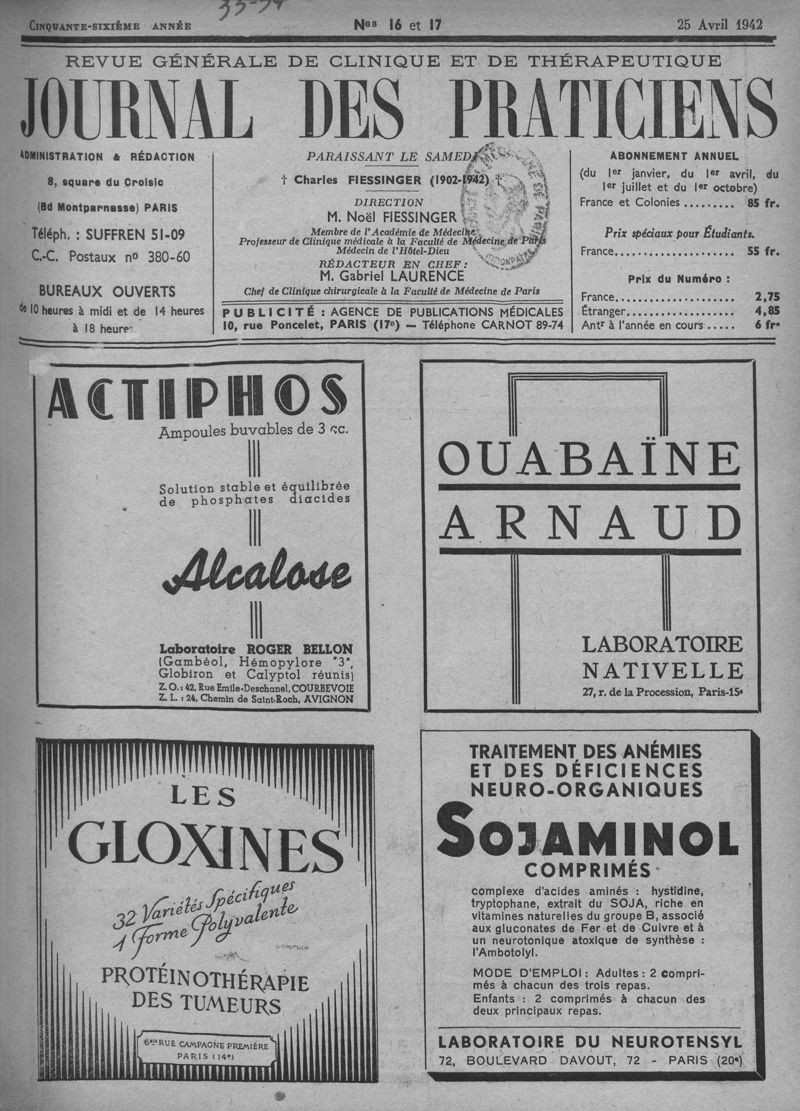 33-34
CINQUANTE-SIXIÈME ANNÉE
Nos 16 et 17
25 Avril 1942
REVUE GÉNÉRALE DE CLINIQUE ET DE THÉRAPEUTIQUE
JOURNAL DES PRATICIENS
ADMINISTRATION & RÉDACTION
8, square du Croisic
(Bd Montparnasse) PARIS
Téléph. : SUFFREN 51-09
C.-C. Postaux no 380-60
BUREAUX OUVERTS
de 10 heures à midi et de 14 heures
à 18 heure
PARAISSANT LE SAMEDI
† Charles FIESSINGER (1902-1942) †
DIRECTION
M. Noël FIESSINGER
Membre de l'Académie de Médecine
Professeur de Clinique médicale à la Faculté de Médecine de Paris
Médecin de l'Hôtel-Dieu
RÉDACTEUR EN CHEF :
M. Gabriel LAURENCE
Chef de Clinique chirurgicale à la Faculté de Médecine de Paris
PUBLICITÉ : AGENCE DE PUBLICATIONS MÉDICALES
10, rue Poncelet, PARIS (17e) — Téléphone CARNOT 89-74
ABONNEMENT ANNUEL
(du 1er janvier, du 1er avril, du
1er juillet et du 1er octobre)
France et Colonies ......... 85 fr.
Prix spéciaux pour Étudiants.
France.................... 55 fr.
Prix du Numéro :
France.................... 2,75
Étranger.................. 4,85
Antr à l'année en cours ..... 6 frs
ACTIPHOS
Ampoules buvables de 3 cc.
Solution stable et équilibrée
de phosphates diacides
Alcalose
Laboratoire ROGER BELLON
(Gambéol, Hémopylore "3",
Globiron et Calyptol réunis)
Z.O.: 42, Rue Emile-Deschanel, COURBEVOIE
Z.L.: 24, Chemin de Saint-Roch, AVIGNON
OUABAÏNE
ARNAUD
LABORATOIRE
NATIVELLE
27, r. de la Procession, Paris-15e
LES
GLOXINES
32 Variétés Spécifiques
1 Forme Polyvalente
PROTÉINOTHÉRAPIE
DES TUMEURS
6bis RUE CAMPAGNE PREMIÈRE
PARIS (14e)
TRAITEMENT DES ANÉMIES
ET DES DÉFICIENCES
NEURO-ORGANIQUES
SOJAMINOL
COMPRIMÉS
complexe d'acides aminés : hystidine,
tryptophane, extrait du SOJA, riche en
vitamines naturelles du groupe B, associé
aux gluconates de Fer et de Cuivre et à
un neurotonique atoxique de synthèse :
l'Ambotolyl.
MODE D'EMPLOI : Adultes : 2 compri-
més à chacun des trois repas.
Enfants : 2 comprimés à chacun des
deux principaux repas.
LABORATOIRE DU NEUROTENSYL
72, BOULEVARD DAVOUT, 72 - PARIS (20e)